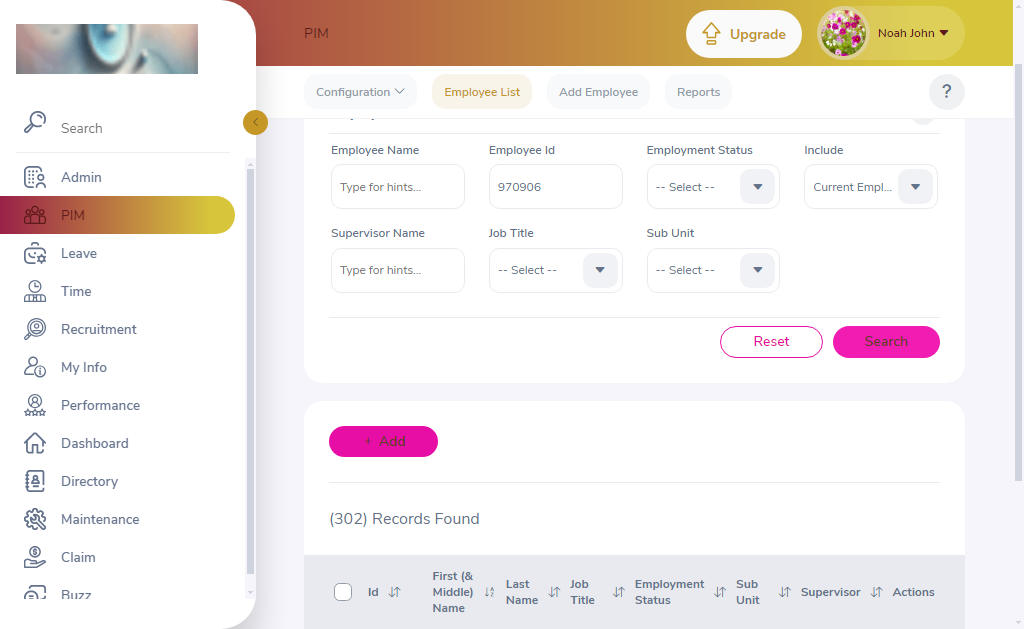 PIM
Upgrade
Noah John
Configuration
Employee List
Add Employee
Reports
?
Search
Admin
PIM
Leave
Time
Recruitment
My Info
Performance
Dashboard
Directory
Maintenance
Claim
Buzz
Employee Name
Employee Id
Employment Status
Include
Type for hints...
970906
-- Select --
Current Empl...
Supervisor Name
Job Title
Sub Unit
Type for hints...
-- Select --
-- Select --
Reset
Search
+ Add
(302) Records Found
Id
First (& Middle) Name
Last Name
Job Title
Employment Status
Sub Unit
Supervisor
Actions